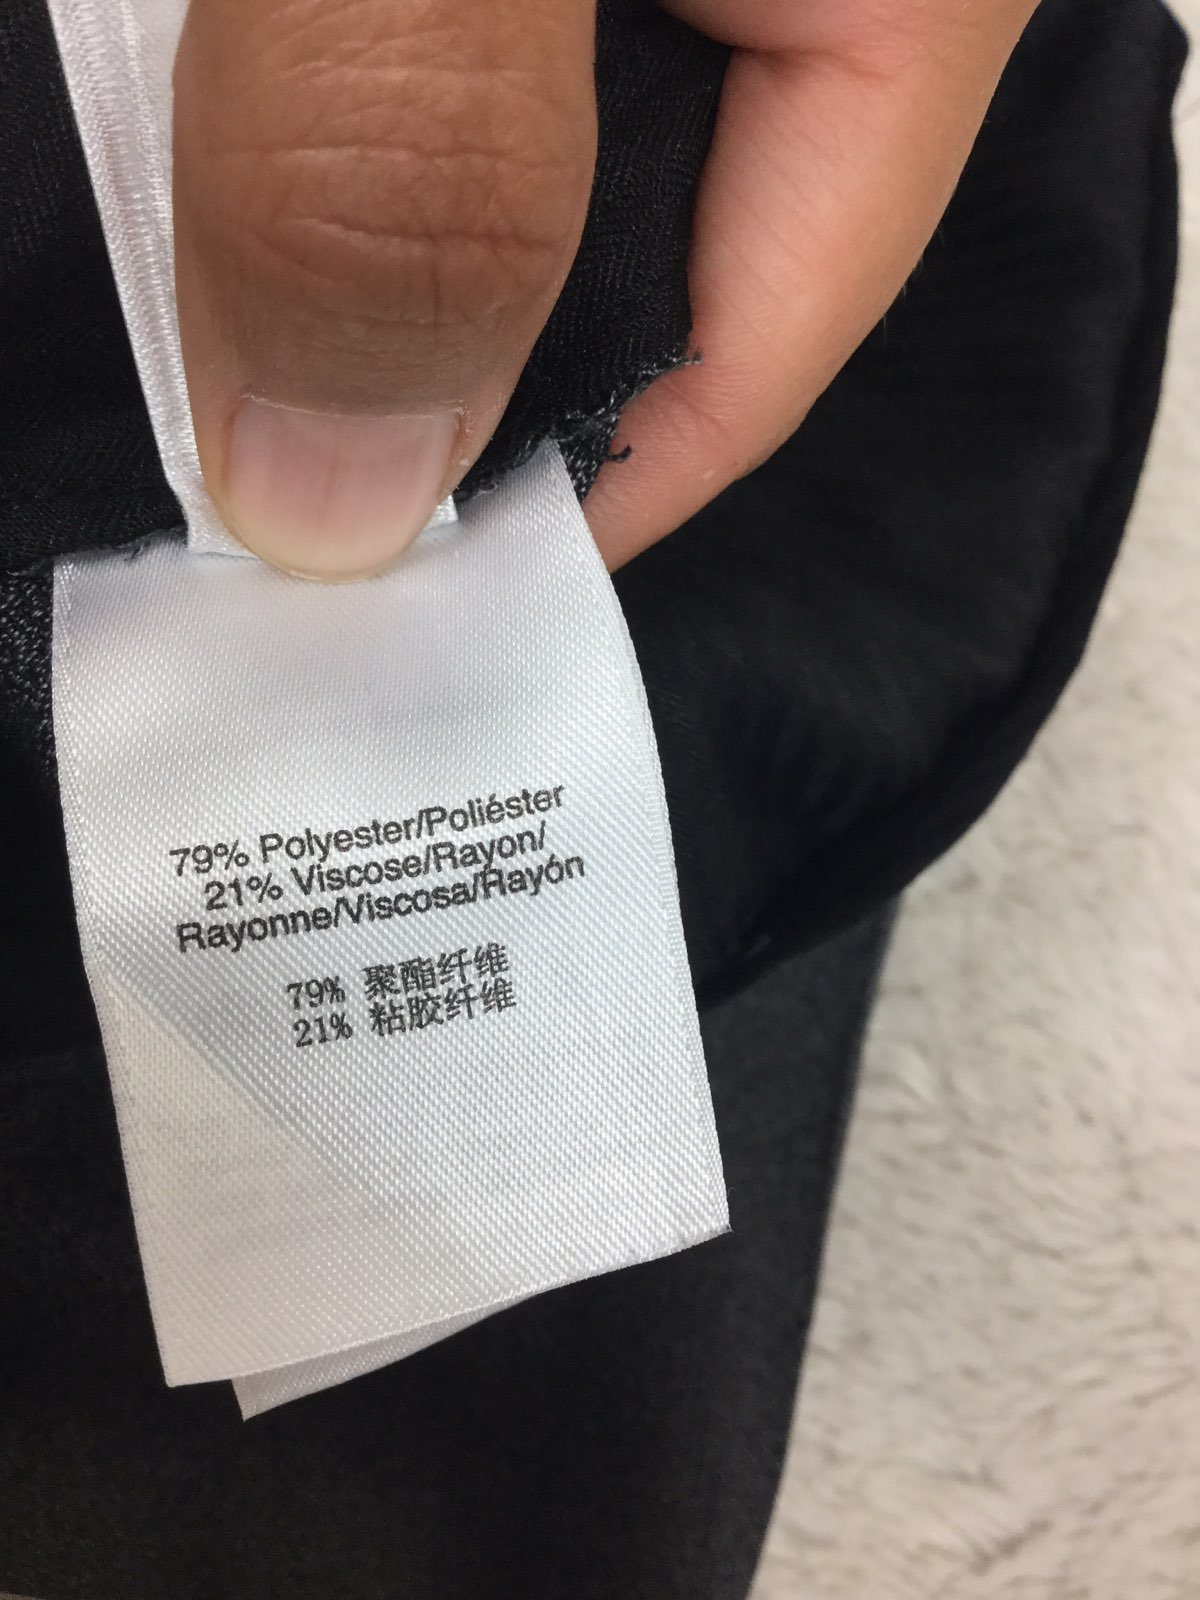 79% Polyester/Poliéster
21% Viscose/Rayon/
Rayonne/Viscosa/Rayón
79% 聚酯纤维
21% 粘胶纤维